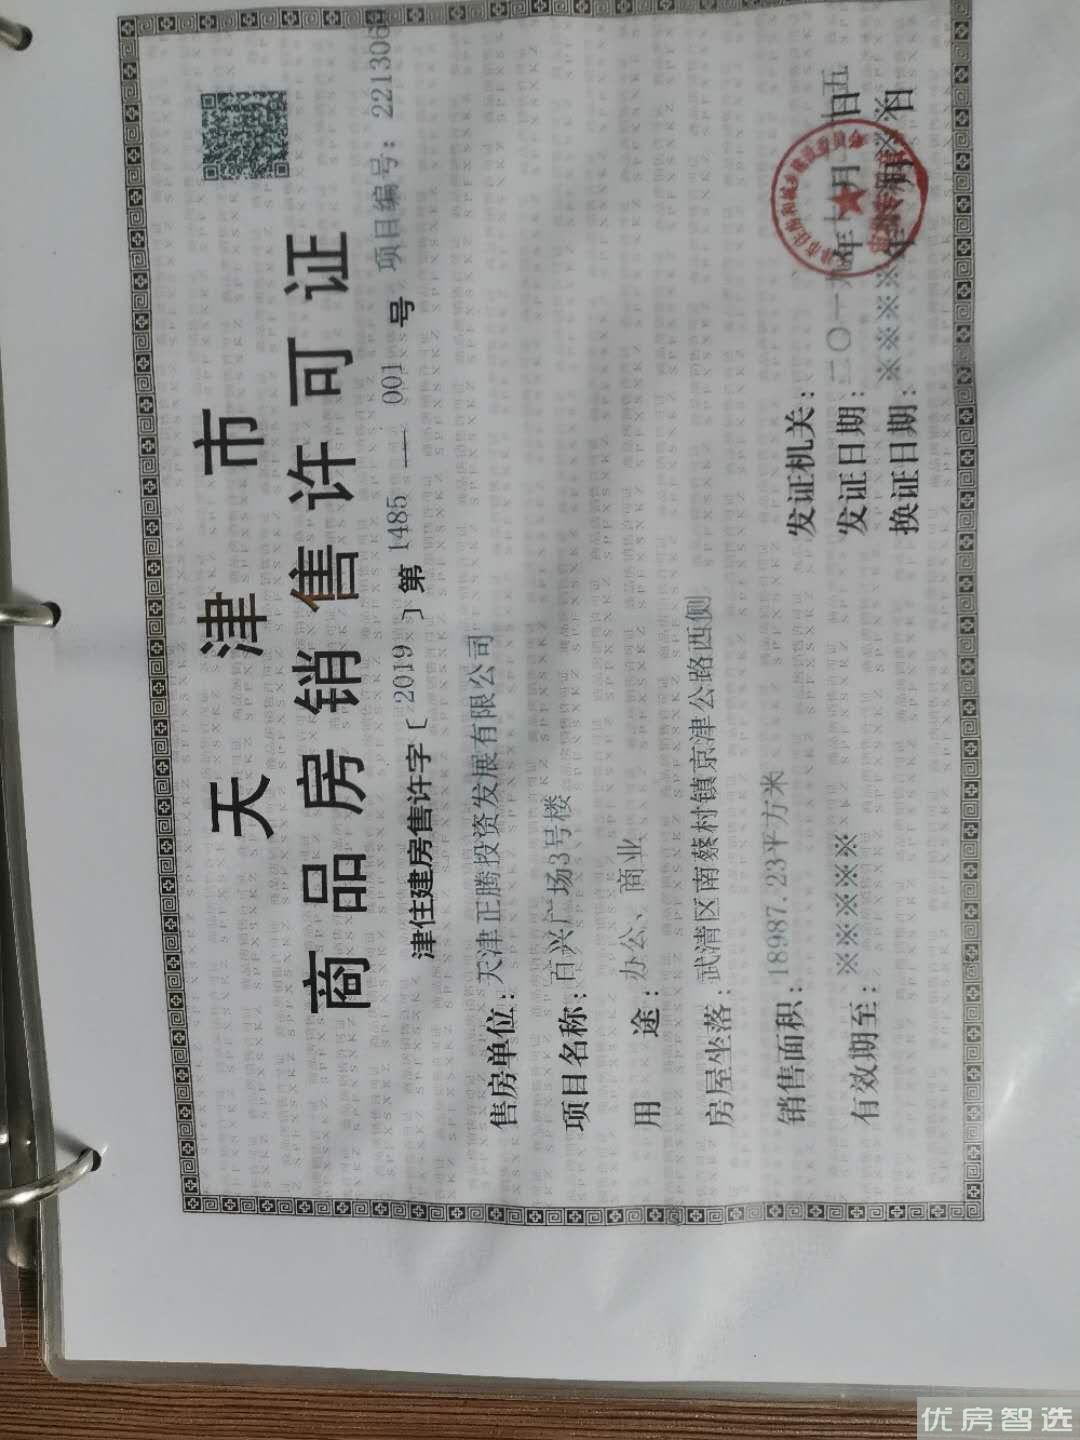 天津市
商品房销售许可证
津住建房售许字〔2019〕第1485—001号 项目编号：221306
售房单位：天津正腾投资发展有限公司
项目名称：百兴广场3号楼
用途：办公、商业
房屋坐落：武清区南蔡村镇京津公路西侧
销售面积：18987.23平方米
有效期至：※※※※※
发证机关：
发证日期：二〇一九年 月 日
换证日期：※※※※年※月※※日
优房智选